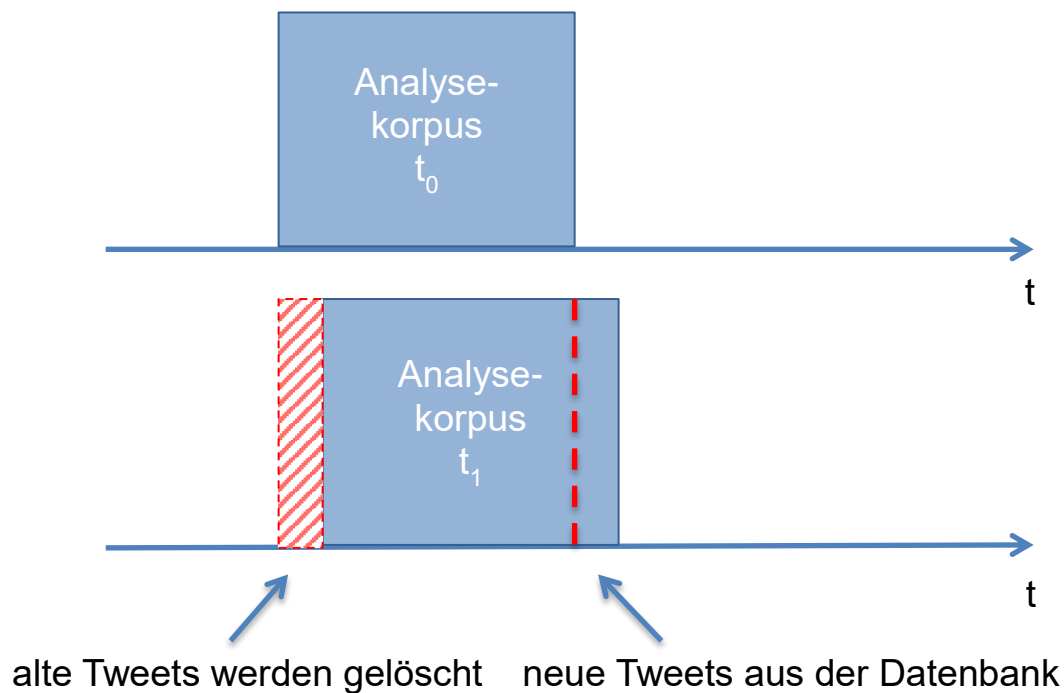 Analyse-
korpus
t₀
t
Analyse-
korpus
t₁
t
alte Tweets werden gelöscht
neue Tweets aus der Datenbank